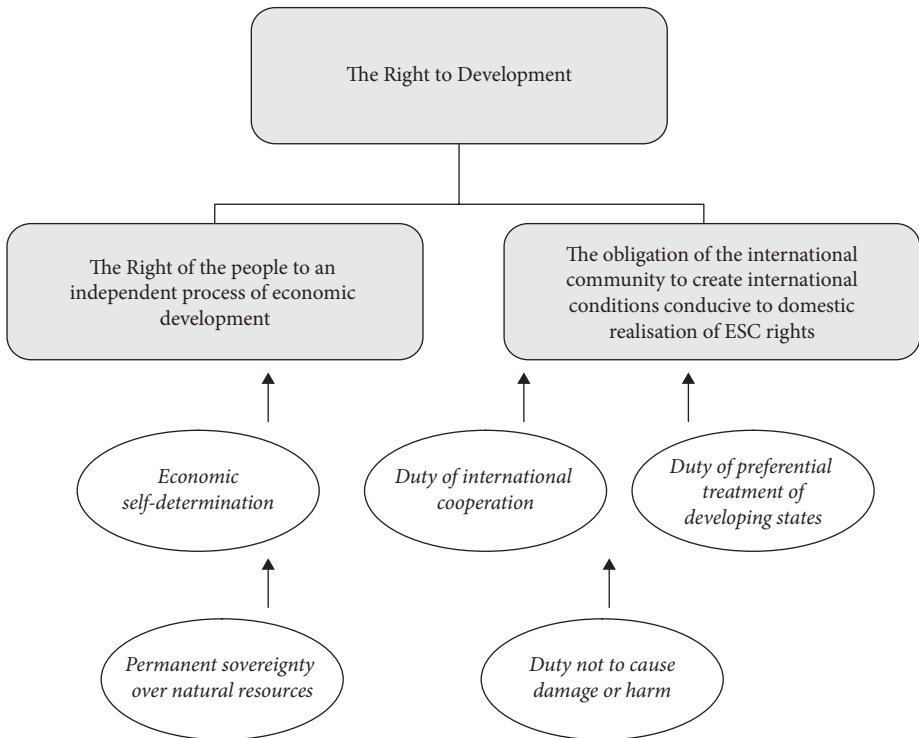 The Right to Development
The Right of the people to an
independent process of economic
development
The obligation of the international
community to create international
conditions conducive to domestic
realisation of ESC rights
Economic
self-determination
Duty of international
cooperation
Duty of preferential
treatment of
developing states
Permanent sovereignty
over natural resources
Duty not to cause
damage or harm